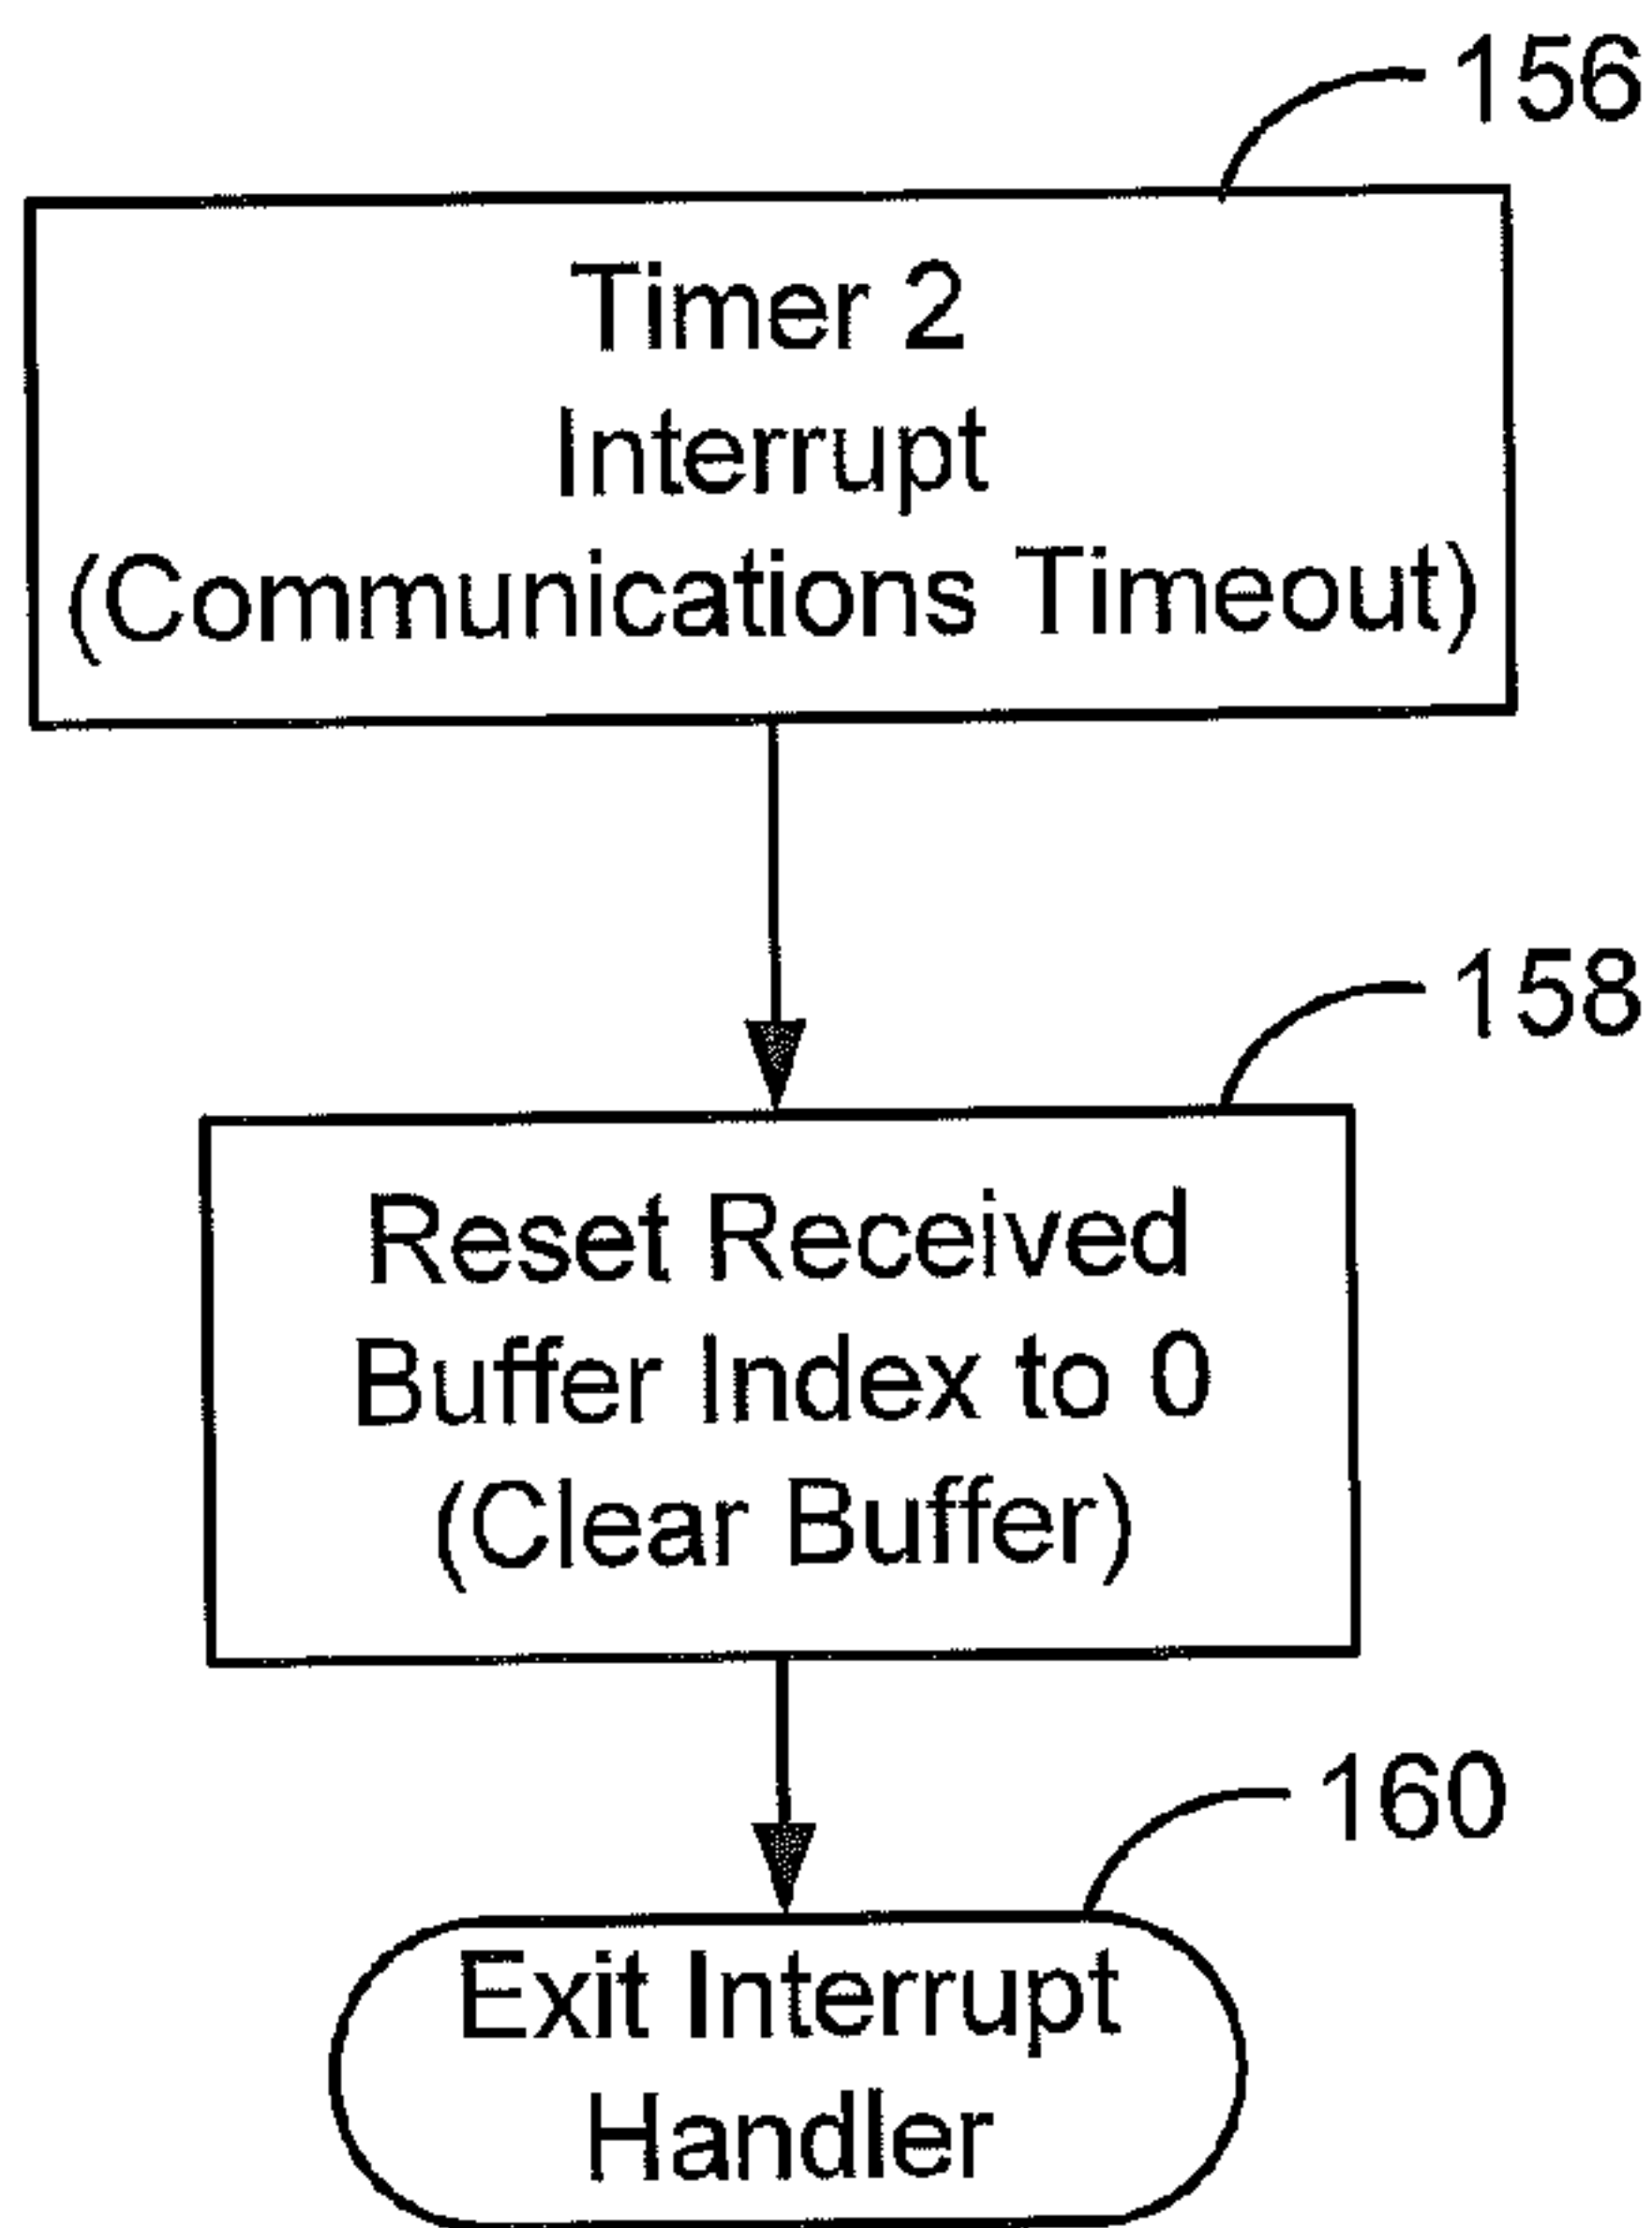 156
Timer 2
Interrupt
(Communications Timeout)
158
Reset Received
Buffer Index to 0
(Clear Buffer)
160
Exit Interrupt
Handler